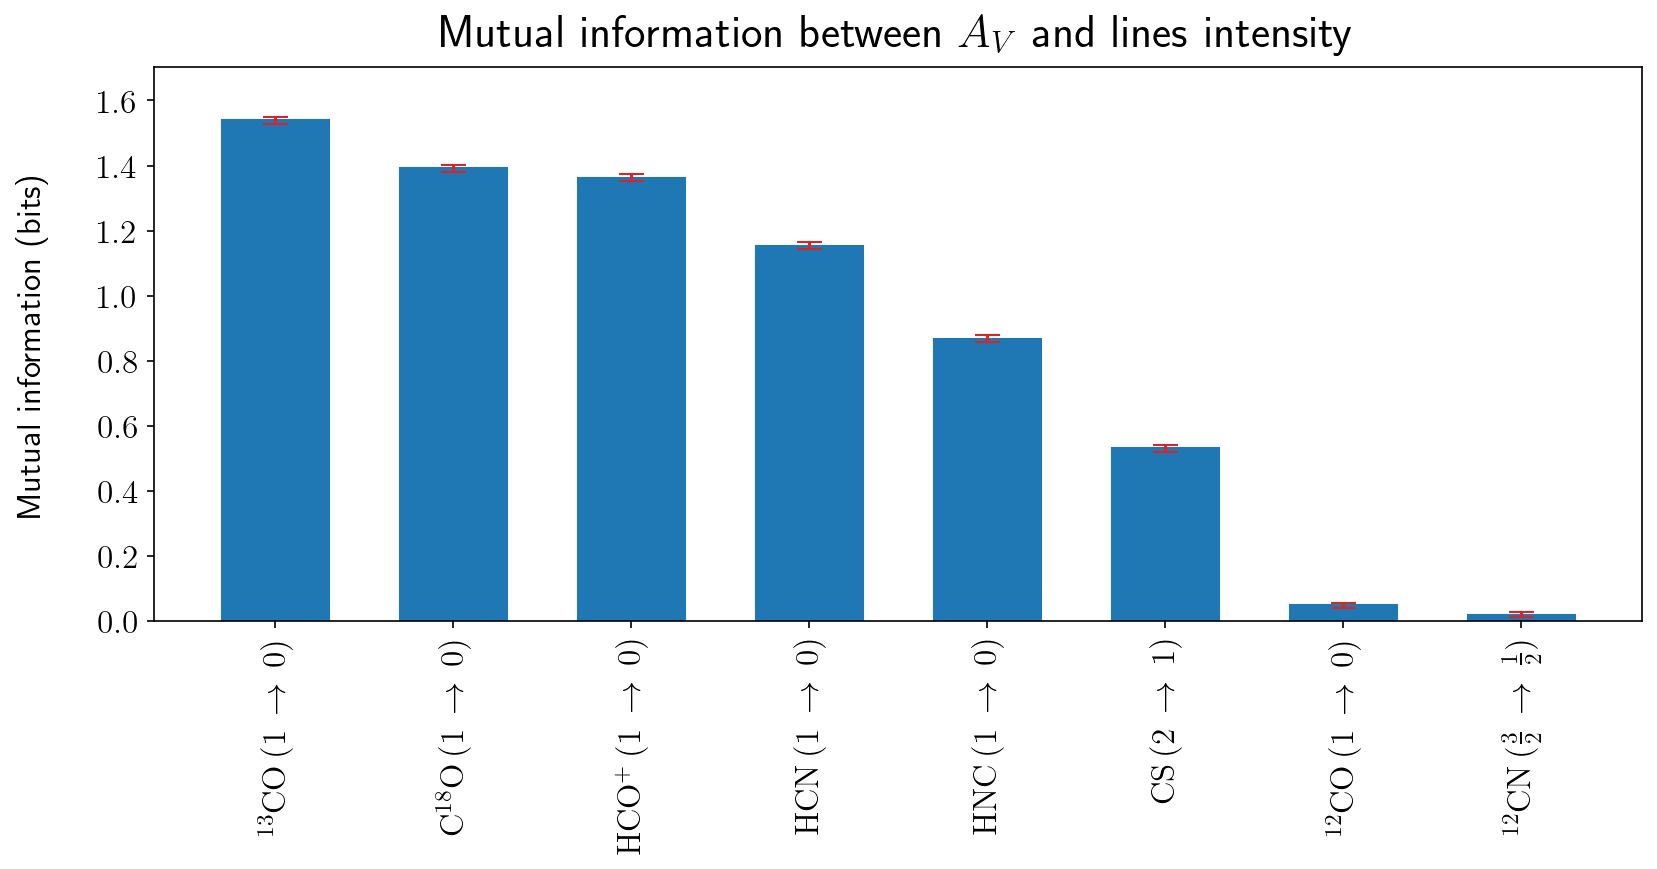 Mutual information between A_V and lines intensity
Mutual information (bits)
1.6
1.4
1.2
1.0
0.8
0.6
0.4
0.2
0.0
¹³CO (1 → 0)
C¹⁸O (1 → 0)
HCO⁺ (1 → 0)
HCN (1 → 0)
HNC (1 → 0)
CS (2 → 1)
¹²CO (1 → 0)
¹²CN (3/2 → 1/2)